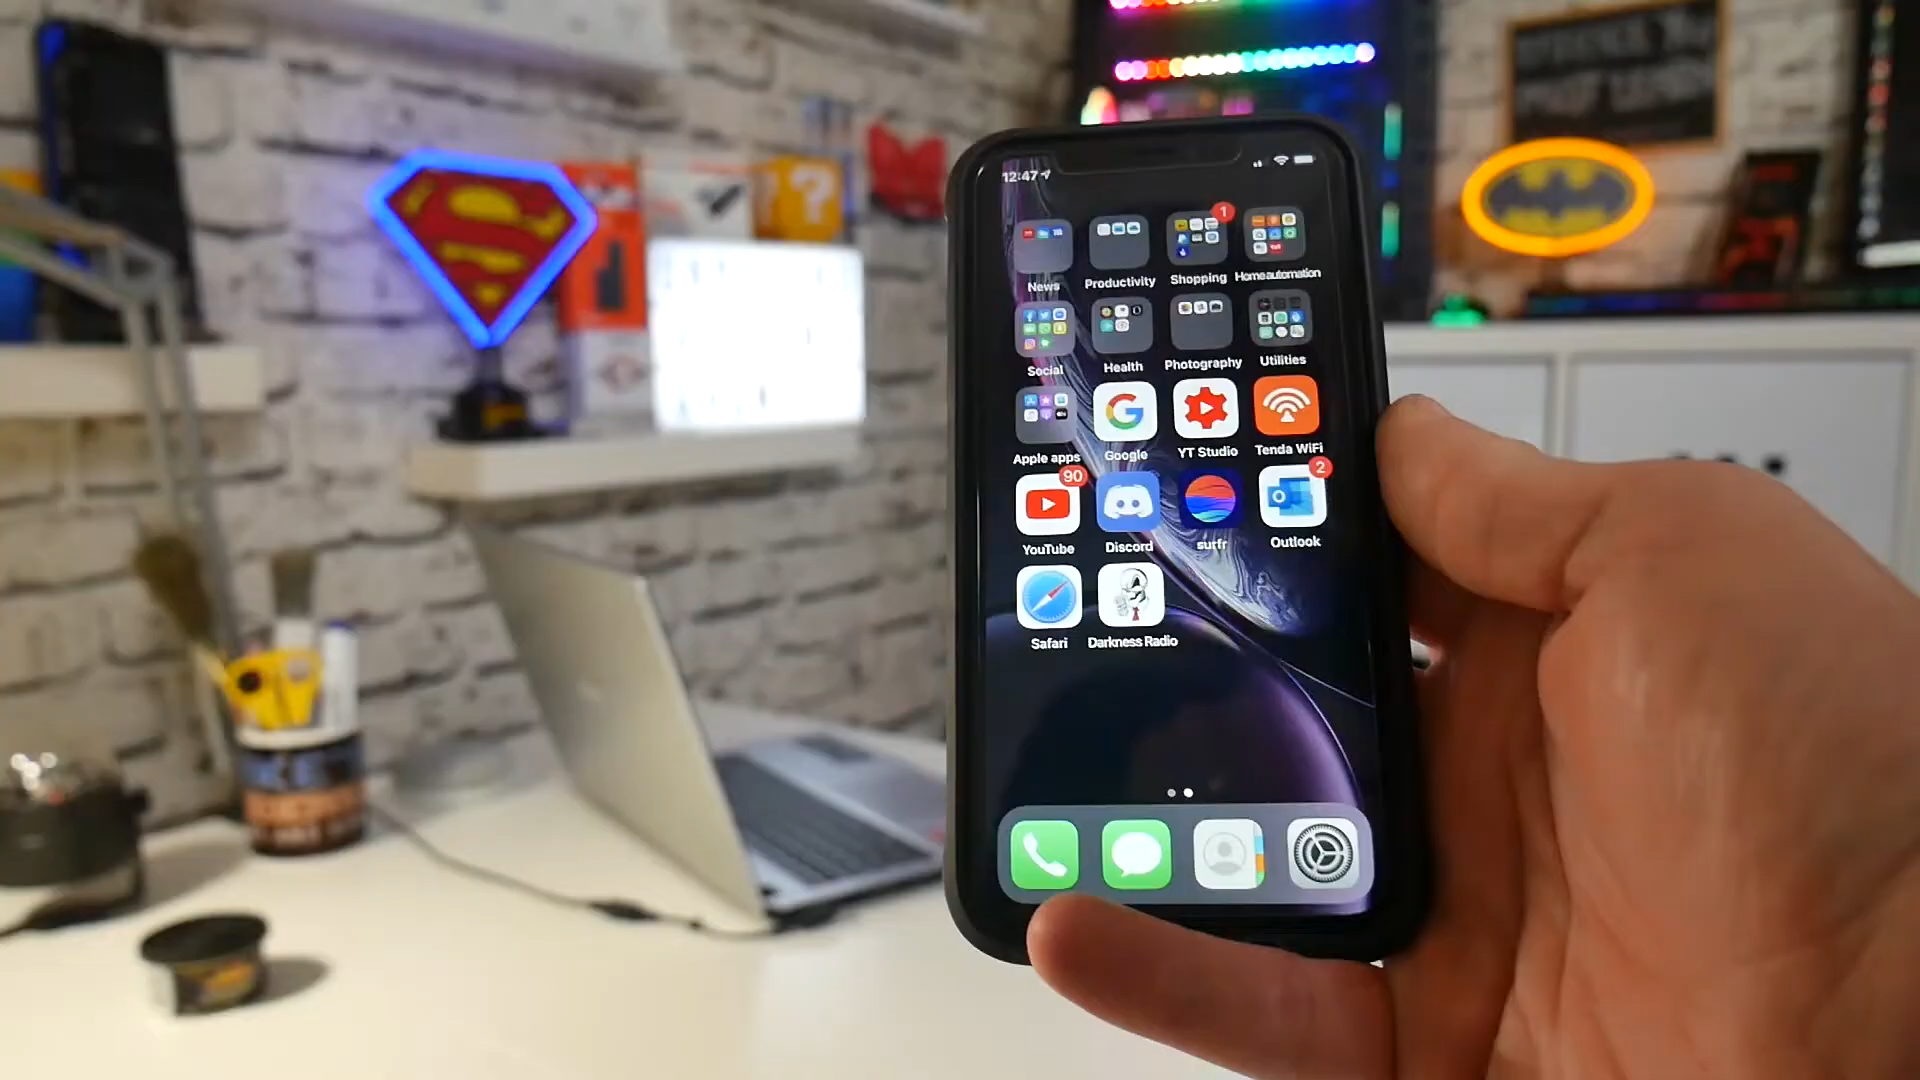 12:47
1
News Productivity Shopping Homeautomation
Social Health Photography Utilities
Apple apps Google YT Studio Tenda WiFi
90
2
YouTube Discord surfr Outlook
Safari Darkness Radio